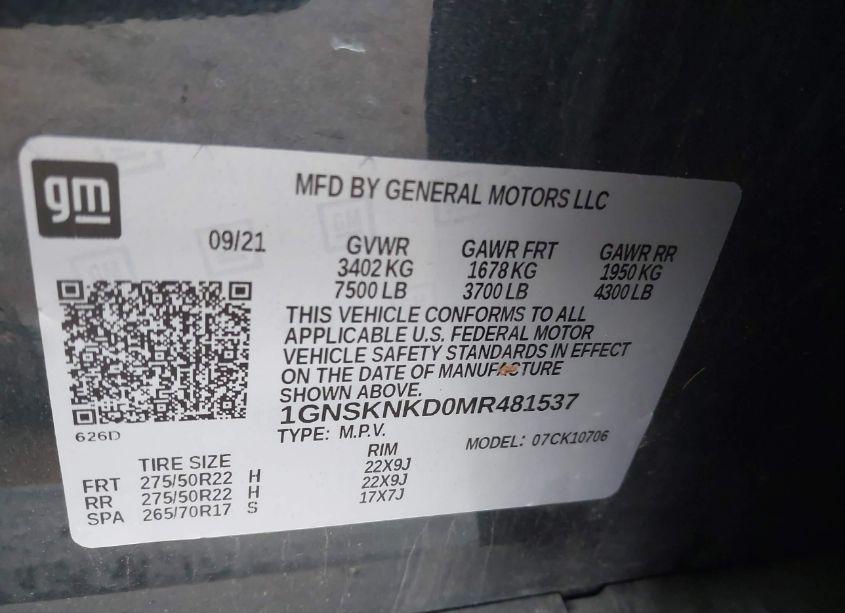 gm
MFD BY GENERAL MOTORS LLC
09/21 GVWR GAWR FRT GAWR RR
3402 KG 1678 KG 1950 KG
7500 LB 3700 LB 4300 LB
THIS VEHICLE CONFORMS TO ALL
APPLICABLE U.S. FEDERAL MOTOR
VEHICLE SAFETY STANDARDS IN EFFECT
ON THE DATE OF MANUFACTURE
SHOWN ABOVE.
1GNSKNKD0MR481537
626D
TYPE: M.P.V. MODEL: 07CK10706
TIRE SIZE RIM
FRT 275/50R22 H 22X9J
RR 275/50R22 H 22X9J
SPA 265/70R17 S 17X7J